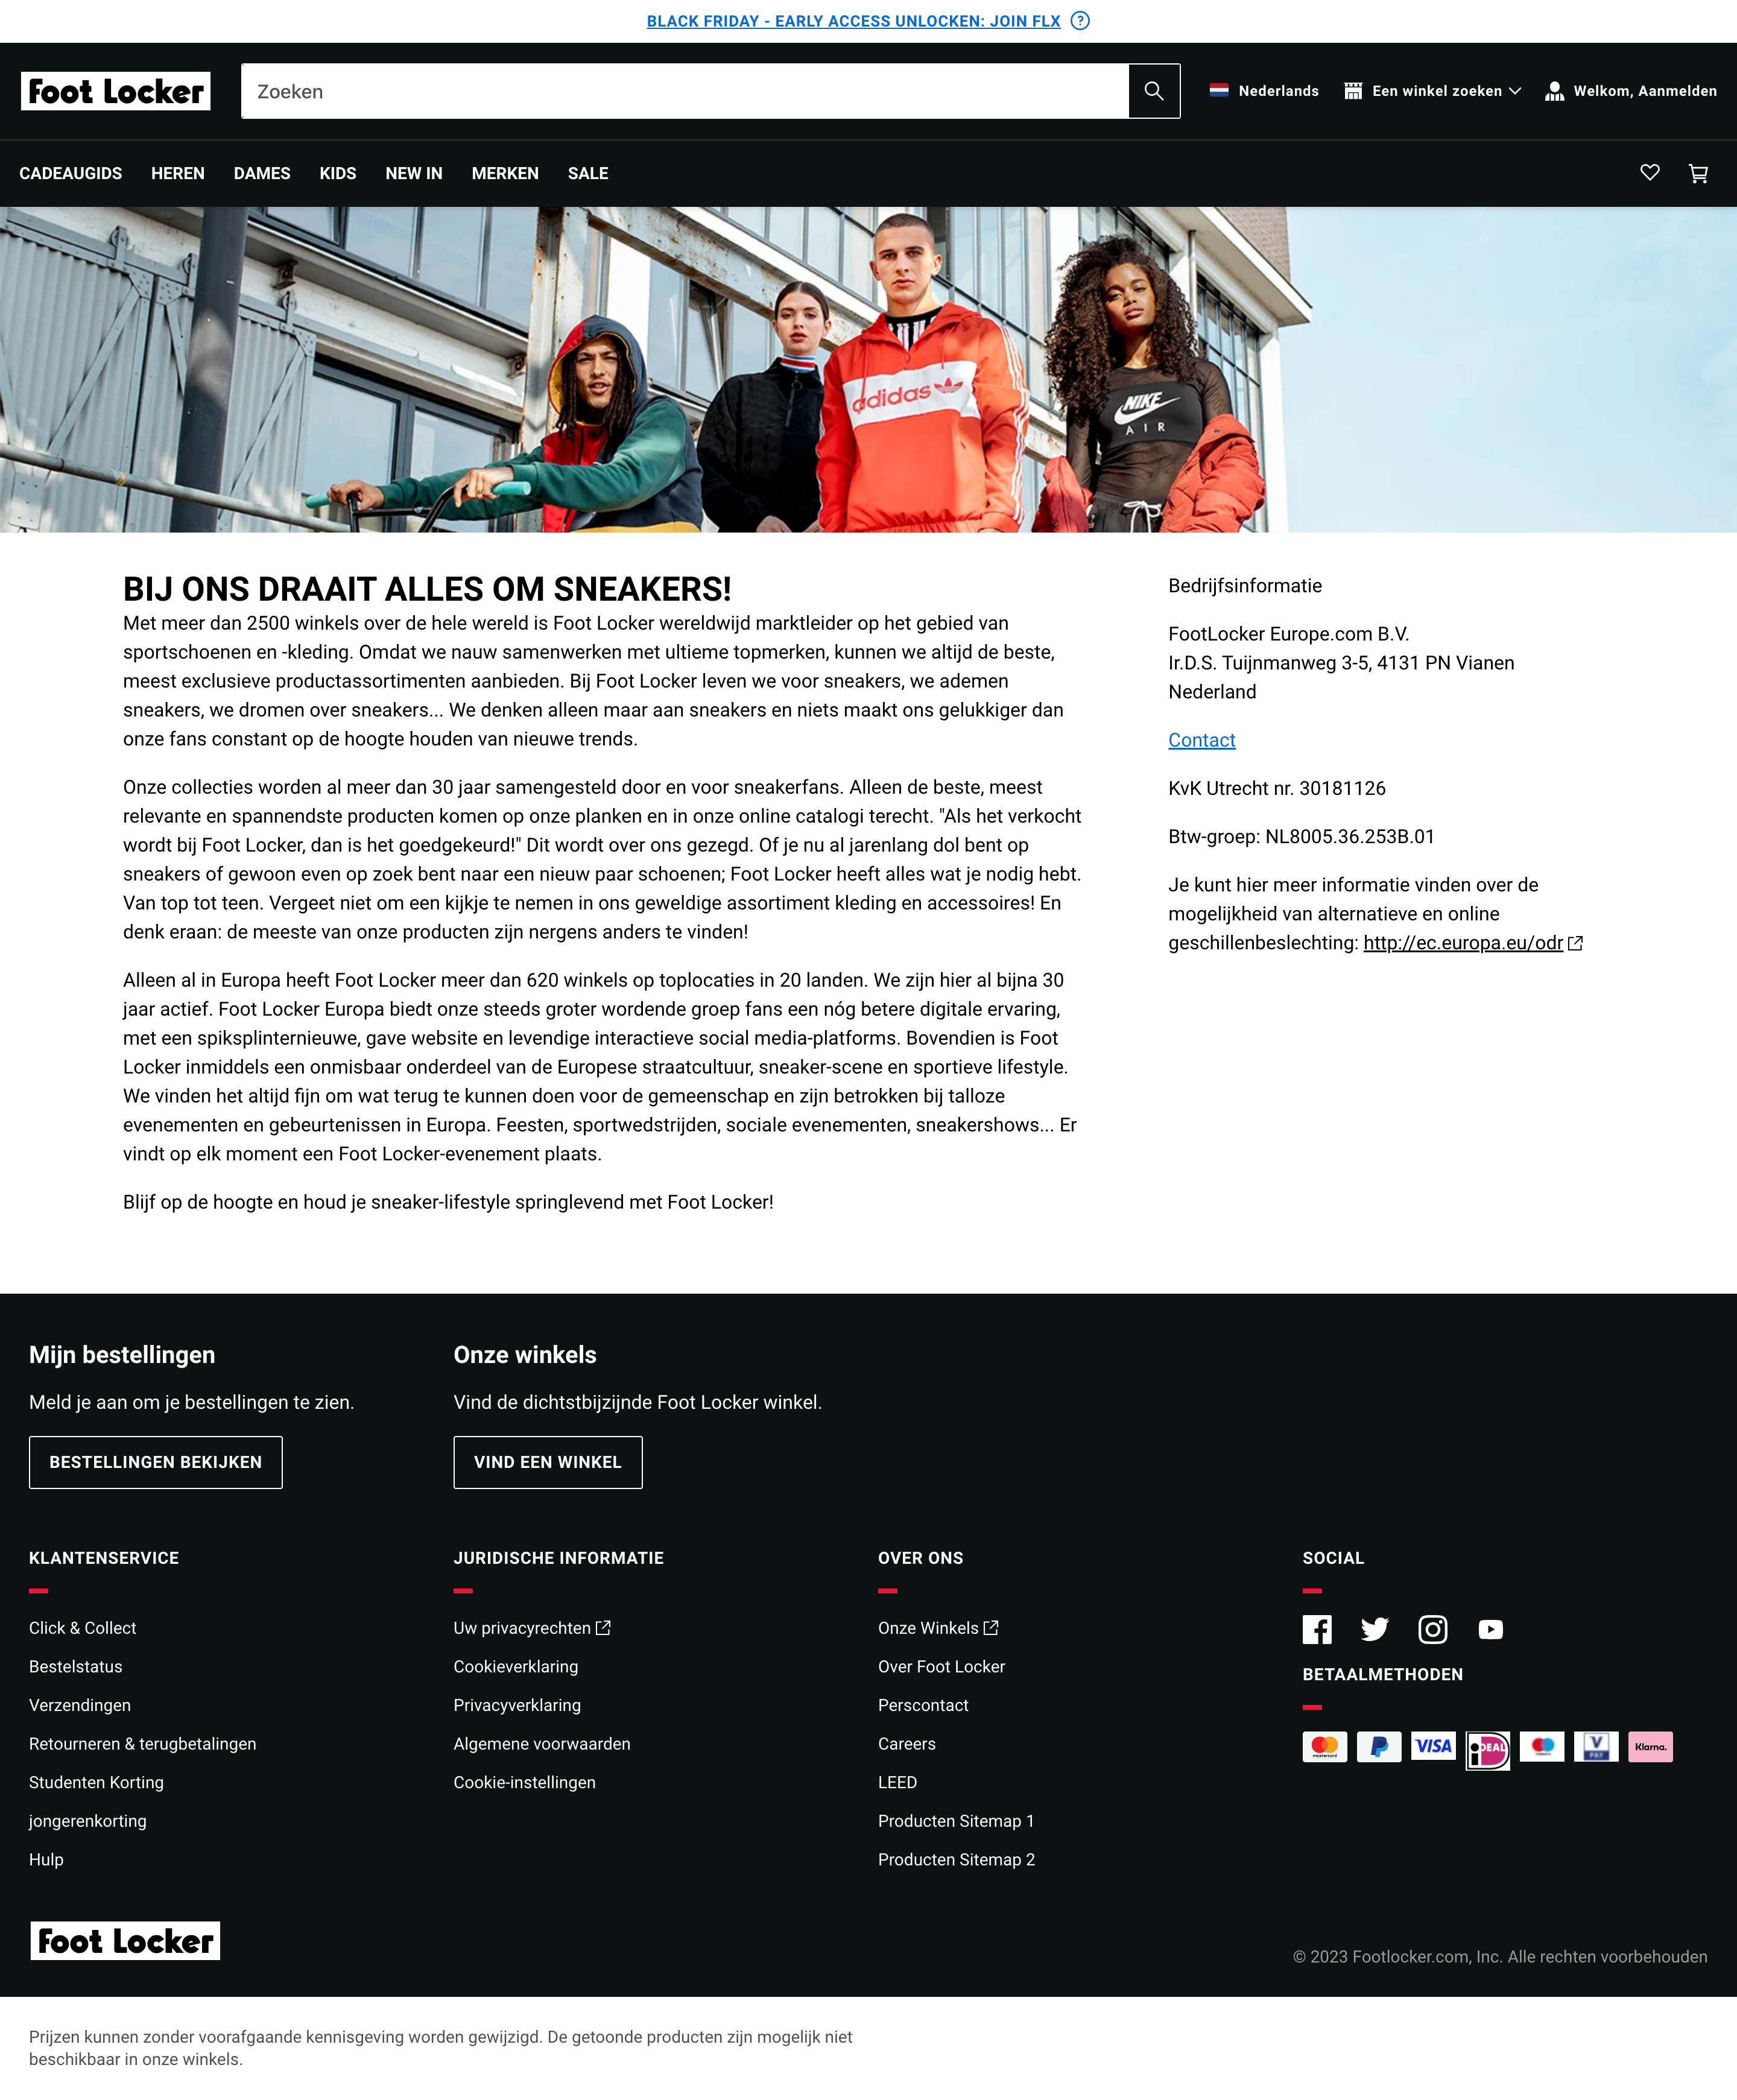 BLACK FRIDAY - EARLY ACCESS UNLOCKEN: JOIN FLX ?
Foot Locker
Zoeken
Nederlands
Een winkel zoeken
Welkom, Aanmelden
CADEAUGIDS HEREN DAMES KIDS NEW IN MERKEN SALE
adidas
NIKE
AIR
BIJ ONS DRAAIT ALLES OM SNEAKERS!
Met meer dan 2500 winkels over de hele wereld is Foot Locker wereldwijd marktleider op het gebied van
sportschoenen en -kleding. Omdat we nauw samenwerken met ultieme topmerken, kunnen we altijd de beste,
meest exclusieve productassortimenten aanbieden. Bij Foot Locker leven we voor sneakers, we ademen
sneakers, we dromen over sneakers... We denken alleen maar aan sneakers en niets maakt ons gelukkiger dan
onze fans constant op de hoogte houden van nieuwe trends.
Onze collecties worden al meer dan 30 jaar samengesteld door en voor sneakerfans. Alleen de beste, meest
relevante en spannendste producten komen op onze planken en in onze online catalogi terecht. "Als het verkocht
wordt bij Foot Locker, dan is het goedgekeurd!" Dit wordt over ons gezegd. Of je nu al jarenlang dol bent op
sneakers of gewoon even op zoek bent naar een nieuw paar schoenen; Foot Locker heeft alles wat je nodig hebt.
Van top tot teen. Vergeet niet om een kijkje te nemen in ons geweldige assortiment kleding en accessoires! En
denk eraan: de meeste van onze producten zijn nergens anders te vinden!
Alleen al in Europa heeft Foot Locker meer dan 620 winkels op toplocaties in 20 landen. We zijn hier al bijna 30
jaar actief. Foot Locker Europa biedt onze steeds groter wordende groep fans een nóg betere digitale ervaring,
met een spiksplinternieuwe, gave website en levendige interactieve social media-platforms. Bovendien is Foot
Locker inmiddels een onmisbaar onderdeel van de Europese straatcultuur, sneaker-scene en sportieve lifestyle.
We vinden het altijd fijn om wat terug te kunnen doen voor de gemeenschap en zijn betrokken bij talloze
evenementen en gebeurtenissen in Europa. Feesten, sportwedstrijden, sociale evenementen, sneakershows... Er
vindt op elk moment een Foot Locker-evenement plaats.
Blijf op de hoogte en houd je sneaker-lifestyle springlevend met Foot Locker!
Bedrijfsinformatie
FootLocker Europe.com B.V.
Ir.D.S. Tuijnmanweg 3-5, 4131 PN Vianen
Nederland
Contact
KvK Utrecht nr. 30181126
Btw-groep: NL8005.36.253B.01
Je kunt hier meer informatie vinden over de
mogelijkheid van alternatieve en online
geschillenbeslechting: http://ec.europa.eu/odr
Mijn bestellingen
Meld je aan om je bestellingen te zien.
BESTELLINGEN BEKIJKEN
Onze winkels
Vind de dichtstbijzijnde Foot Locker winkel.
VIND EEN WINKEL
KLANTENSERVICE
Click & Collect
Bestelstatus
Verzendingen
Retourneren & terugbetalingen
Studenten Korting
jongerenkorting
Hulp
JURIDISCHE INFORMATIE
Uw privacyrechten
Cookieverklaring
Privacyverklaring
Algemene voorwaarden
Cookie-instellingen
OVER ONS
Onze Winkels
Over Foot Locker
Perscontact
Careers
LEED
Producten Sitemap 1
Producten Sitemap 2
SOCIAL
BETAALMETHODEN
mastercard
VISA
iDEAL
V PAY
Klarna.
Foot Locker
© 2023 Footlocker.com, Inc. Alle rechten voorbehouden
Prijzen kunnen zonder voorafgaande kennisgeving worden gewijzigd. De getoonde producten zijn mogelijk niet
beschikbaar in onze winkels.